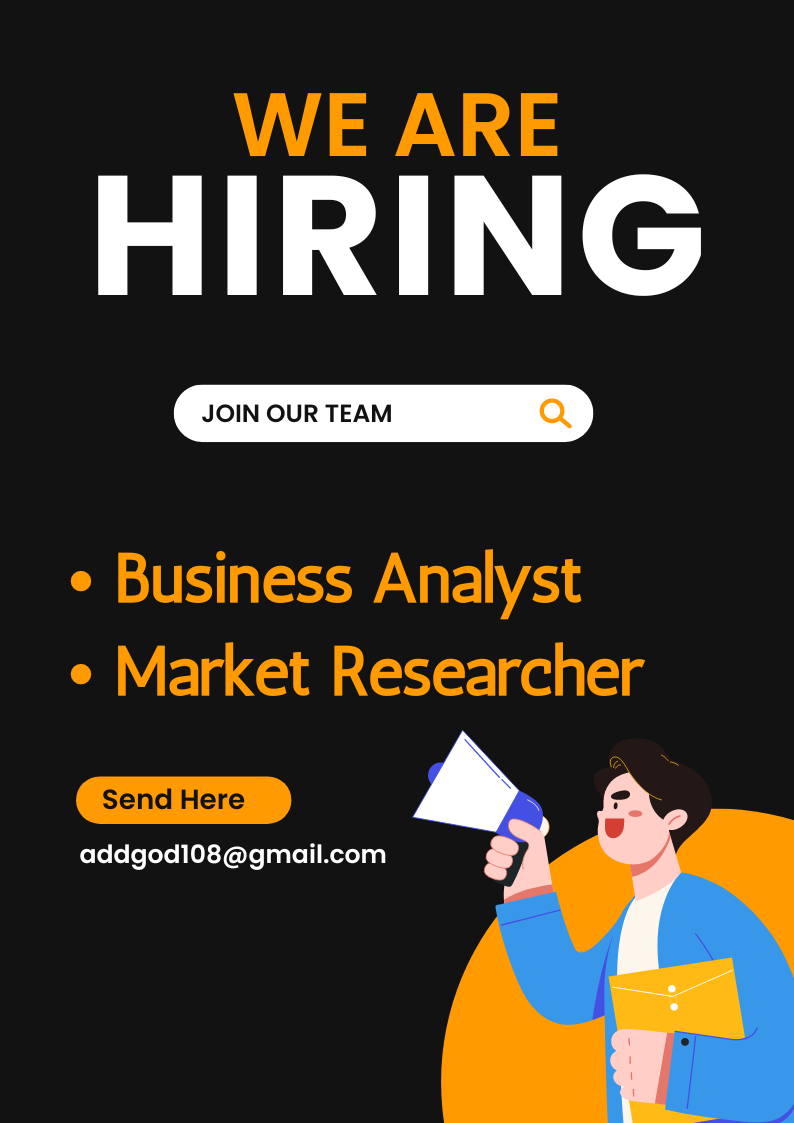 WE ARE
HIRING
JOIN OUR TEAM
• Business Analyst
• Market Researcher
Send Here
addgod108@gmail.com